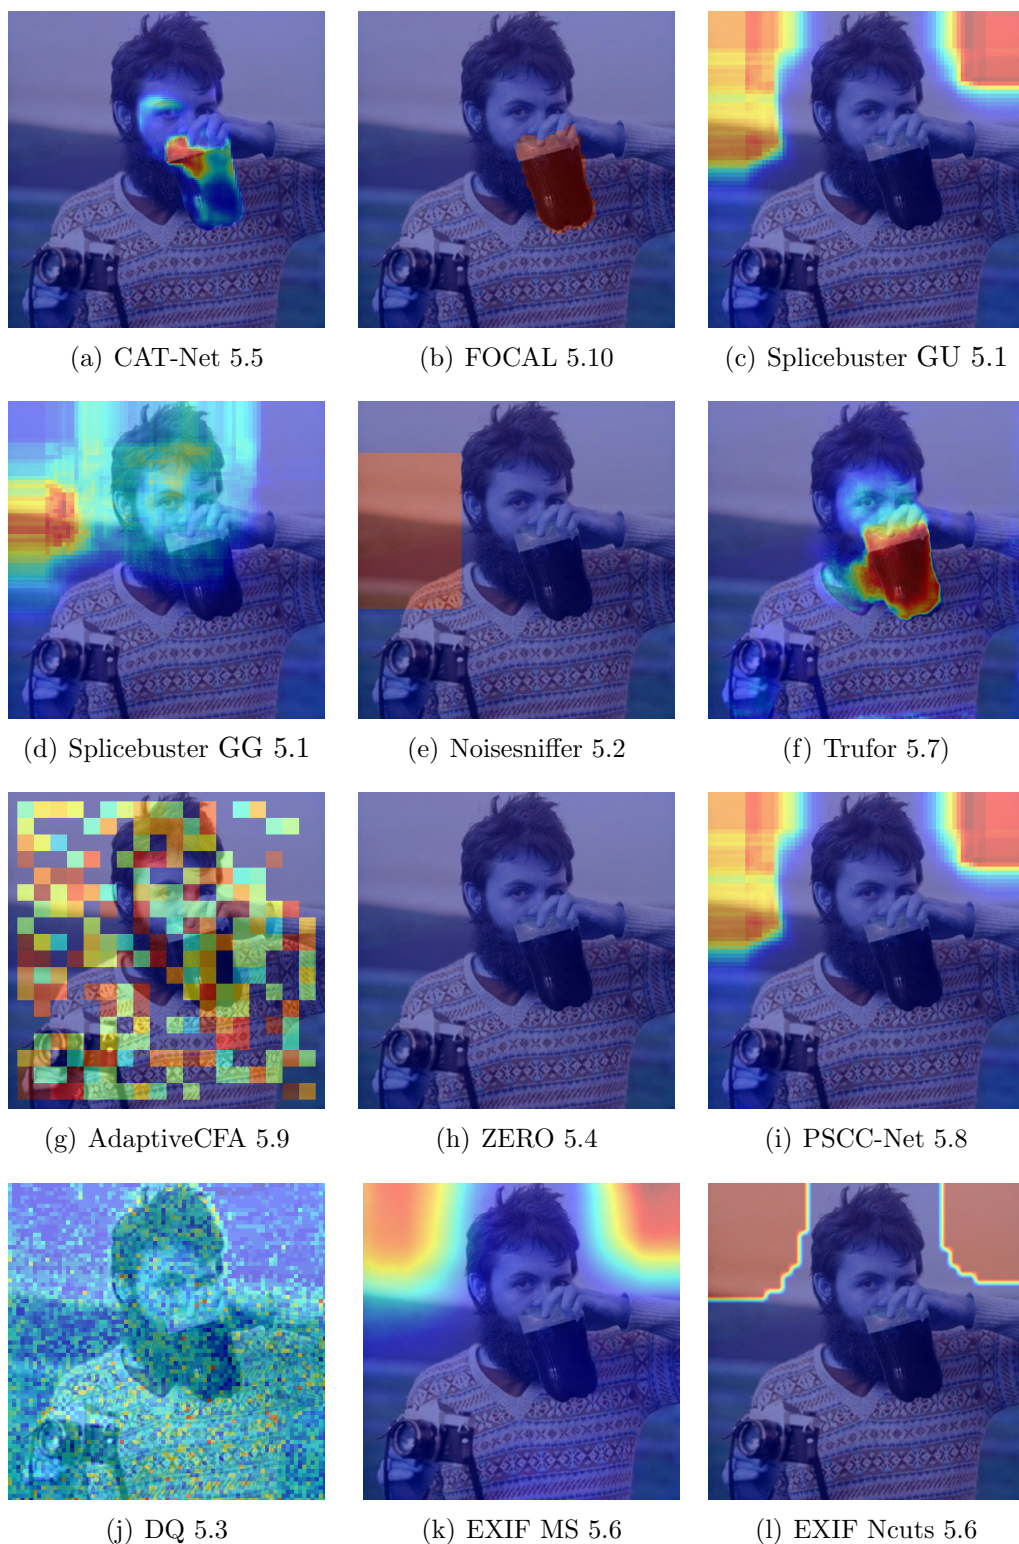 (a) CAT-Net 5.5
(b) FOCAL 5.10
(c) Splicebuster GU 5.1
(d) Splicebuster GG 5.1
(e) Noisesniffer 5.2
(f) Trufor 5.7)
(g) AdaptiveCFA 5.9
(h) ZERO 5.4
(i) PSCC-Net 5.8
(j) DQ 5.3
(k) EXIF MS 5.6
(l) EXIF Ncuts 5.6